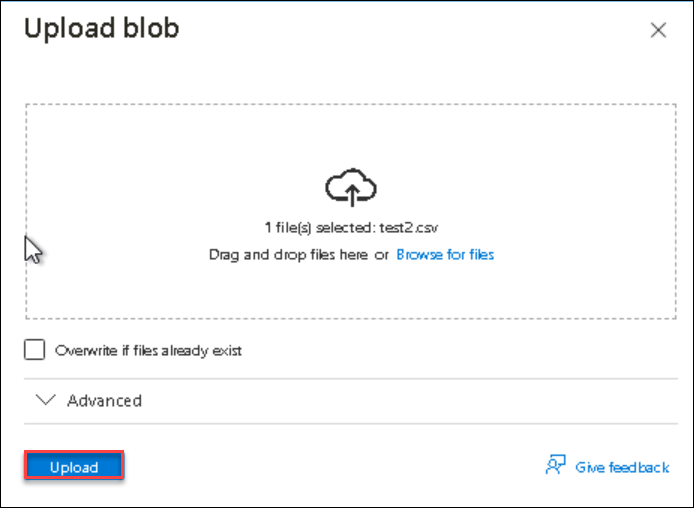 Upload blob
1 file(s) selected: test2.csv
Drag and drop files here or Browse for files
Overwrite if files already exist
Advanced
Upload
Give feedback